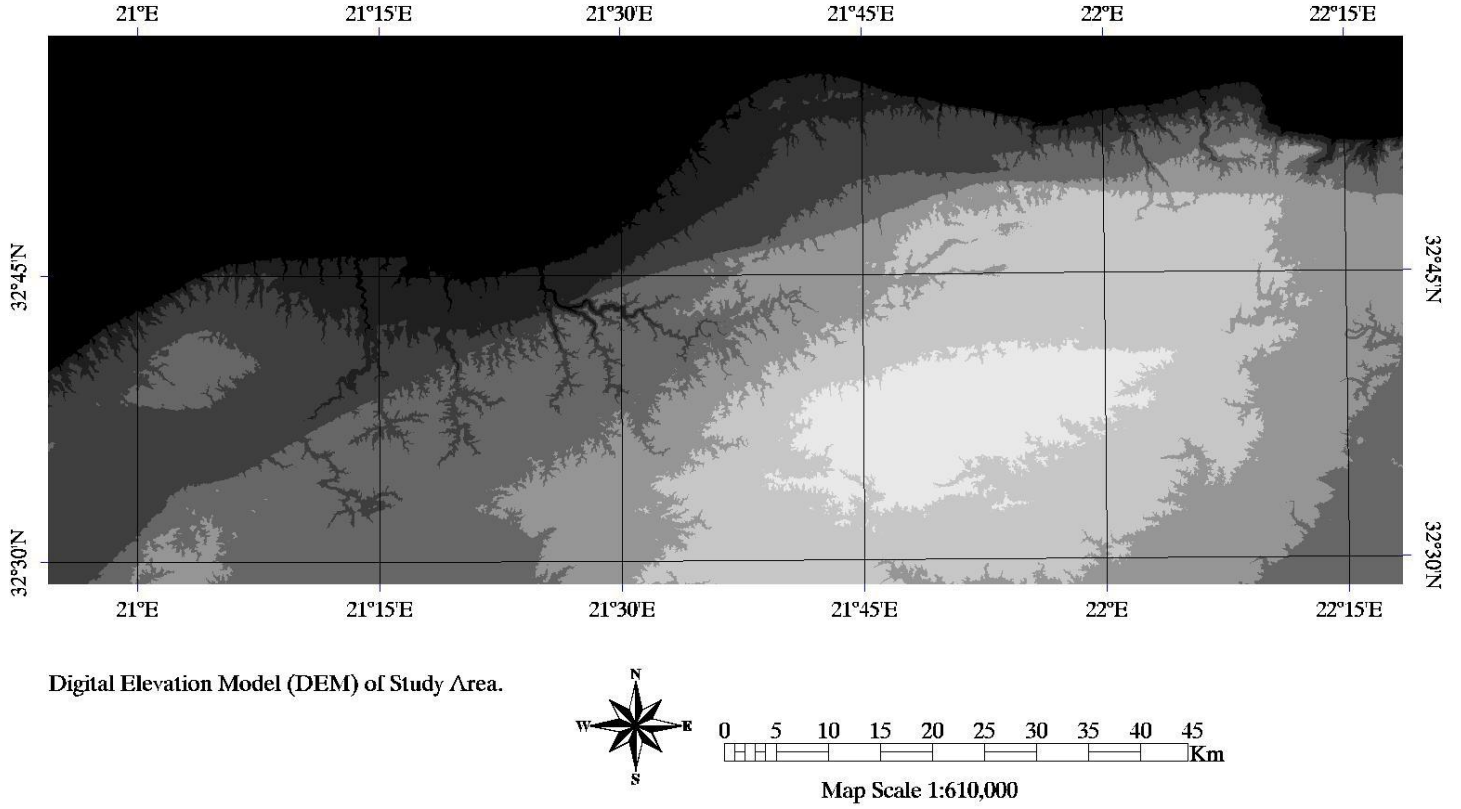 21°E 21°15'E 21°30'E 21°45'E 22°E 22°15'E
32°45'N 32°45'N
32°30'N 32°30'N
21°E 21°15'E 21°30'E 21°45'E 22°E 22°15'E
Digital Elevation Model (DEM) of Study Area.
N
W E
S
0 5 10 15 20 25 30 35 40 45
Km
Map Scale 1:610,000